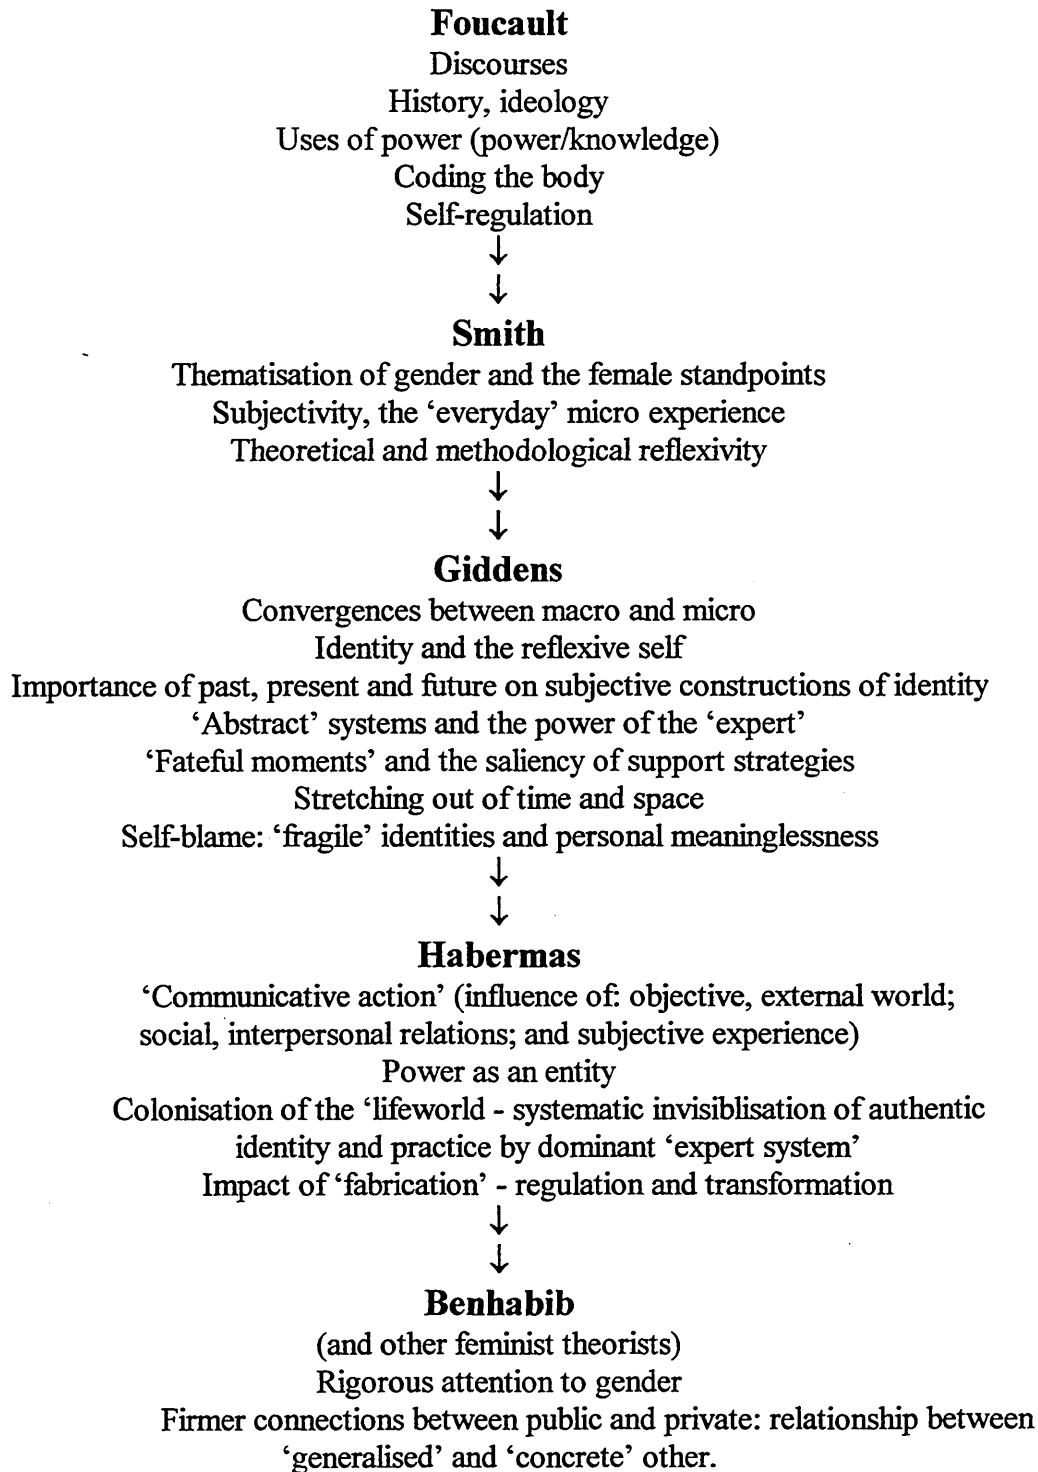 Foucault
Discourses
History, ideology
Uses of power (power/knowledge)
Coding the body
Self-regulation
↓
↓
Smith
Thematisation of gender and the female standpoints
Subjectivity, the ‘everyday’ micro experience
Theoretical and methodological reflexivity
↓
↓
Giddens
Convergences between macro and micro
Identity and the reflexive self
Importance of past, present and future on subjective constructions of identity
‘Abstract’ systems and the power of the ‘expert’
‘Fateful moments’ and the saliency of support strategies
Stretching out of time and space
Self-blame: ‘fragile’ identities and personal meaninglessness
↓
↓
Habermas
‘Communicative action’ (influence of: objective, external world;
social, interpersonal relations; and subjective experience)
Power as an entity
Colonisation of the ‘lifeworld - systematic invisiblisation of authentic
identity and practice by dominant ‘expert system’
Impact of ‘fabrication’ - regulation and transformation
↓
↓
Benhabib
(and other feminist theorists)
Rigorous attention to gender
Firmer connections between public and private: relationship between
‘generalised’ and ‘concrete’ other.